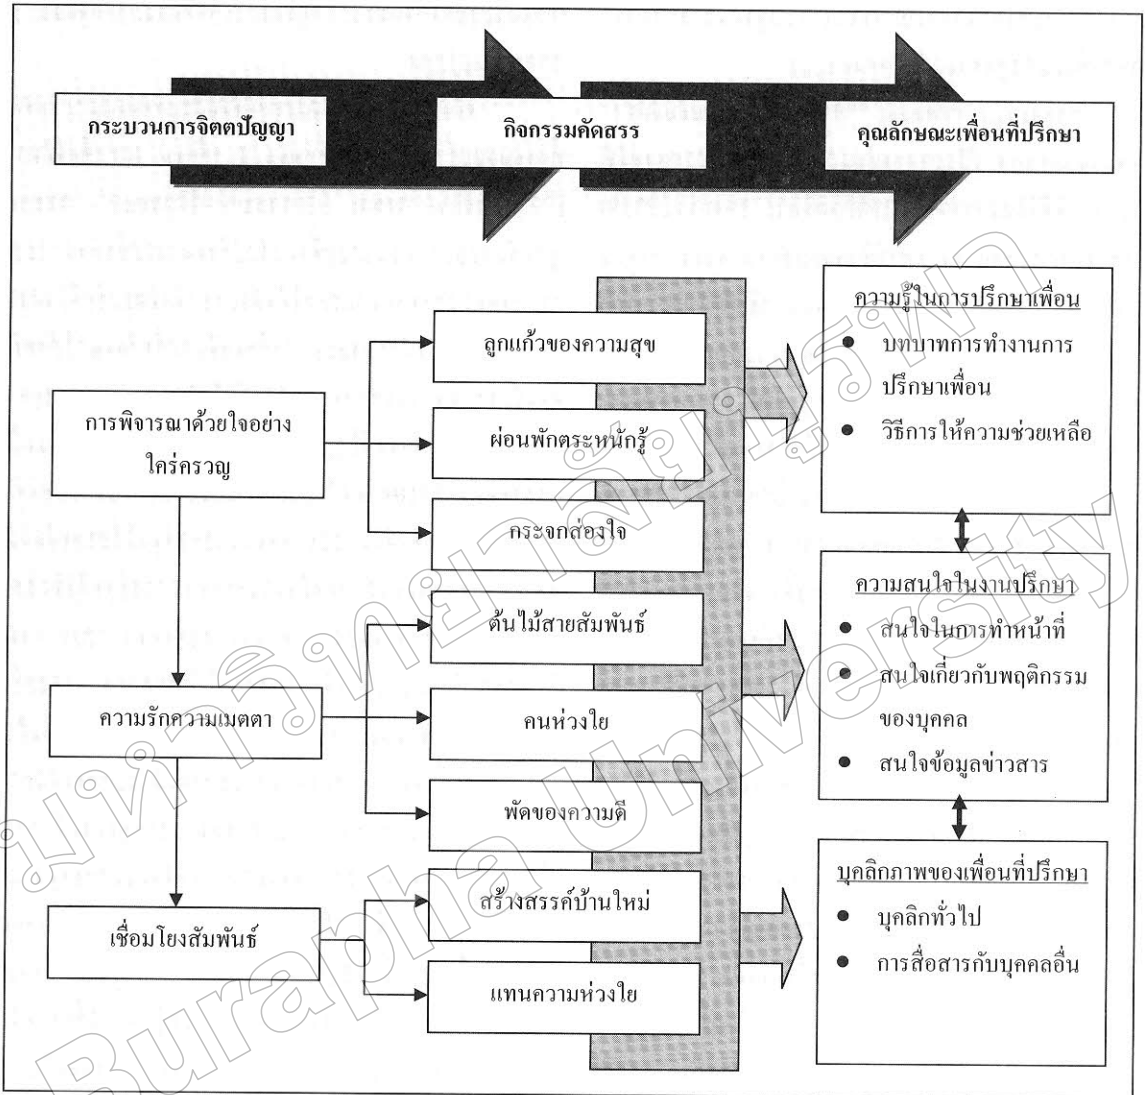 กระบวนการจิตตปัญญา
กิจกรรมคัดสรร
คุณลักษณะเพื่อนที่ปรึกษา
การพิจารณาด้วยใจอย่าง
ใคร่ครวญ
ความรักความเมตตา
เชื่อมโยงสัมพันธ์
ลูกแก้วของความสุข
ผ่อนพักตระหนักรู้
กระจกส่องใจ
ต้นไม้สายสัมพันธ์
คนห่วงใย
พัดของความดี
สร้างสรรค์บ้านใหม่
แทนความห่วงใย
ความรู้ในการปรึกษาเพื่อน
● บทบาทการทำงานการ
ปรึกษาเพื่อน
● วิธีการให้ความช่วยเหลือ
ความสนใจในงานปรึกษา
● สนใจในการทำหน้าที่
● สนใจเกี่ยวกับพฤติกรรม
ของบุคคล
● สนใจข้อมูลข่าวสาร
บุคลิกภาพของเพื่อนที่ปรึกษา
● บุคลิกทั่วไป
● การสื่อสารกับบุคคลอื่น
มหาวิทยาลัยบูรพา
Burapha University